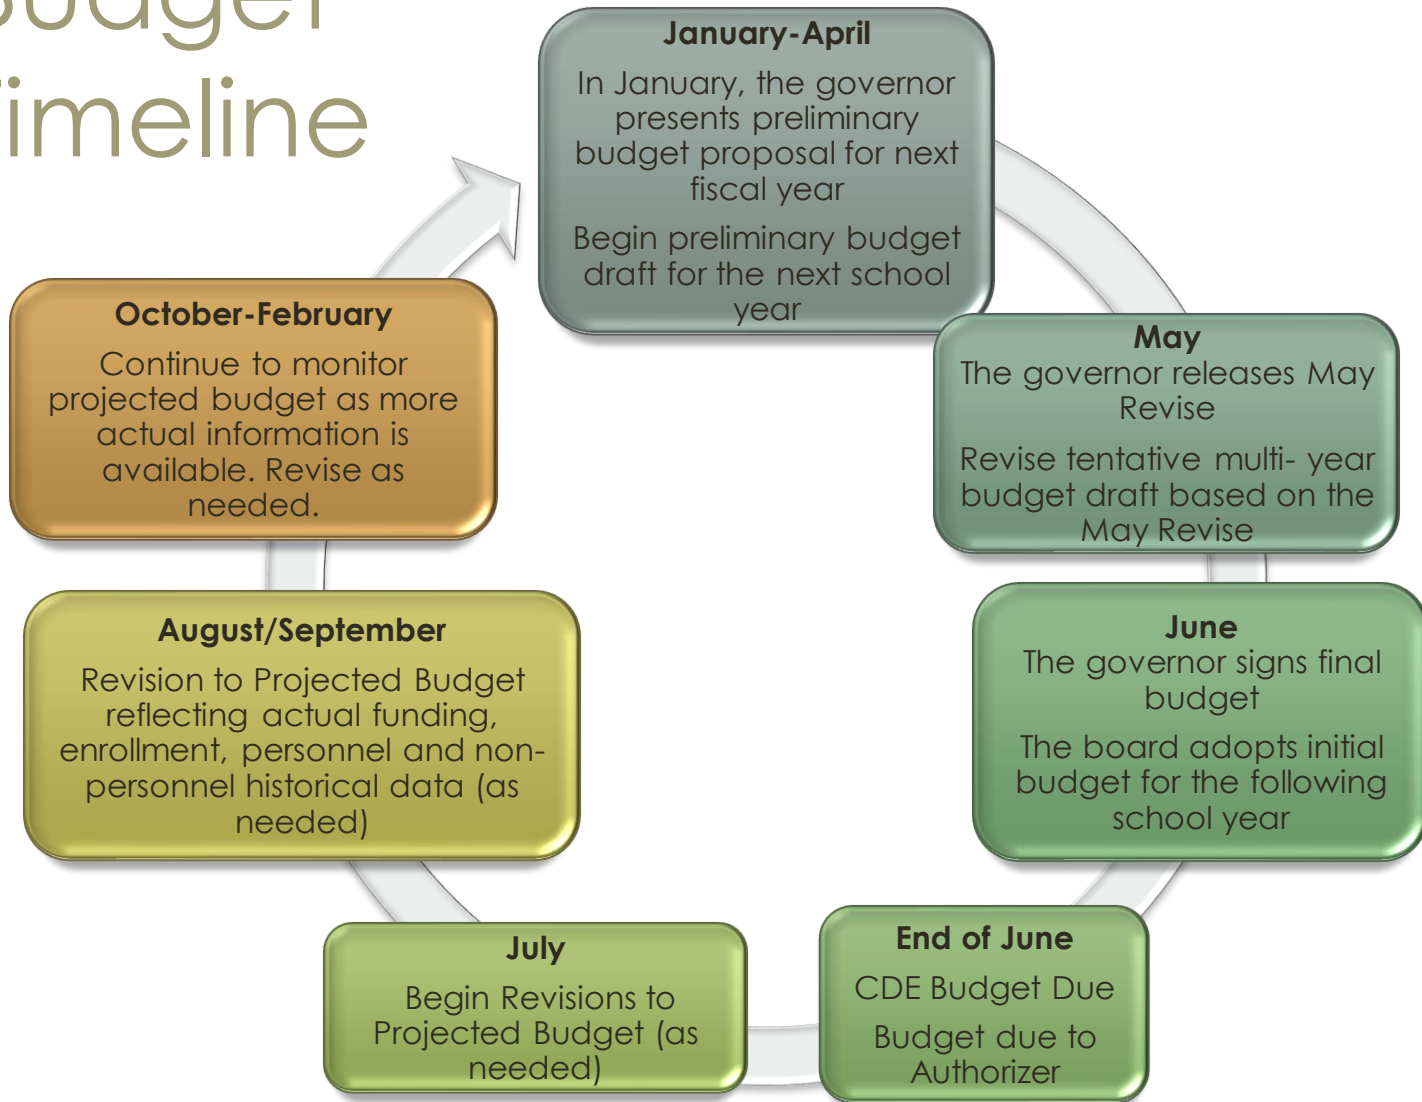 Budget
Timeline
January-April
In January, the governor
presents preliminary
budget proposal for next
fiscal year
Begin preliminary budget
draft for the next school
year
May
The governor releases May
Revise
Revise tentative multi- year
budget draft based on the
May Revise
June
The governor signs final
budget
The board adopts initial
budget for the following
school year
End of June
CDE Budget Due
Budget due to
Authorizer
July
Begin Revisions to
Projected Budget (as
needed)
August/September
Revision to Projected Budget
reflecting actual funding,
enrollment, personnel and non-
personnel historical data (as
needed)
October-February
Continue to monitor
projected budget as more
actual information is
available. Revise as
needed.